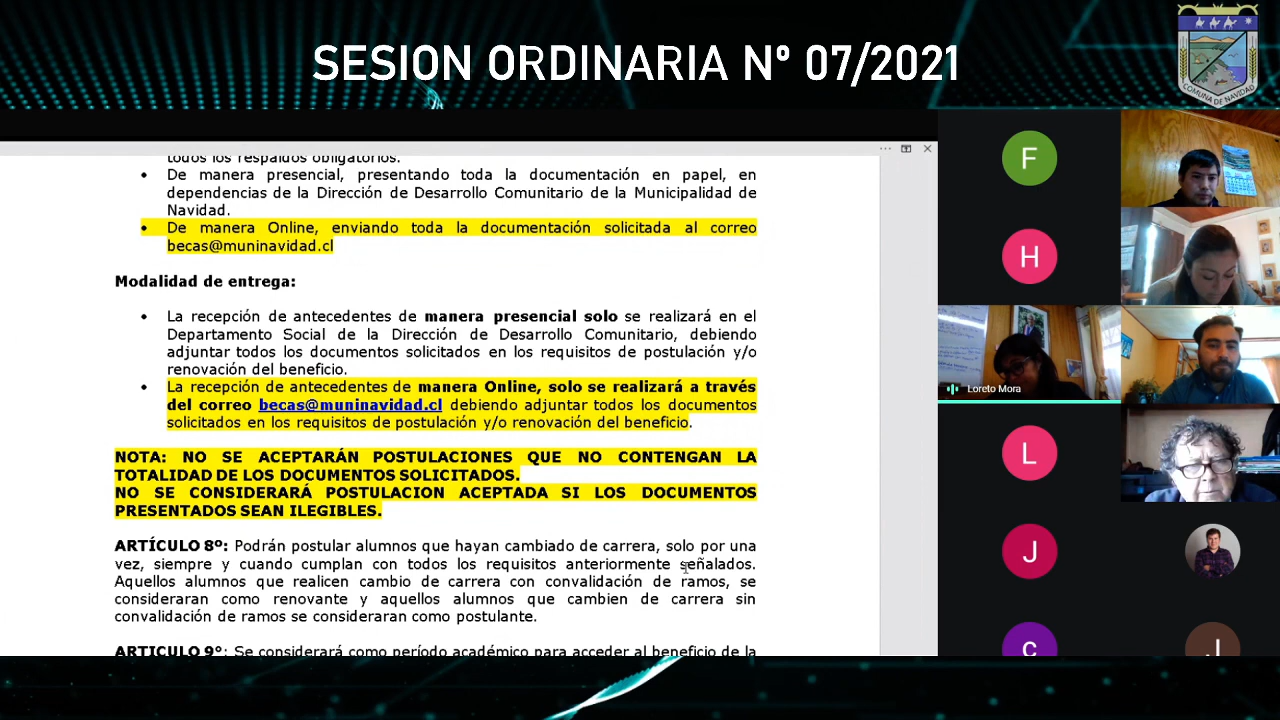 SESION ORDINARIA Nº 07/2021
COMUNA DE NAVIDAD
todos los respaldos obligatorios.
• De manera presencial, presentando toda la documentación en papel, en
dependencias de la Dirección de Desarrollo Comunitario de la Municipalidad de
Navidad.
• De manera Online, enviando toda la documentación solicitada al correo
becas@muninavidad.cl
Modalidad de entrega:
• La recepción de antecedentes de manera presencial solo se realizará en el
Departamento Social de la Dirección de Desarrollo Comunitario, debiendo
adjuntar todos los documentos solicitados en los requisitos de postulación y/o
renovación del beneficio.
• La recepción de antecedentes de manera Online, solo se realizará a través
del correo becas@muninavidad.cl debiendo adjuntar todos los documentos
solicitados en los requisitos de postulación y/o renovación del beneficio.
NOTA: NO SE ACEPTARÁN POSTULACIONES QUE NO CONTENGAN LA
TOTALIDAD DE LOS DOCUMENTOS SOLICITADOS.
NO SE CONSIDERARÁ POSTULACION ACEPTADA SI LOS DOCUMENTOS
PRESENTADOS SEAN ILEGIBLES.
ARTÍCULO 8º: Podrán postular alumnos que hayan cambiado de carrera, solo por una
vez, siempre y cuando cumplan con todos los requisitos anteriormente señalados.
Aquellos alumnos que realicen cambio de carrera con convalidación de ramos, se
consideraran como renovante y aquellos alumnos que cambien de carrera sin
convalidación de ramos se consideraran como postulante.
ARTICULO 9°: Se considerará como período académico para acceder al beneficio de la
F
H
Loreto Mora
L
J
C
J